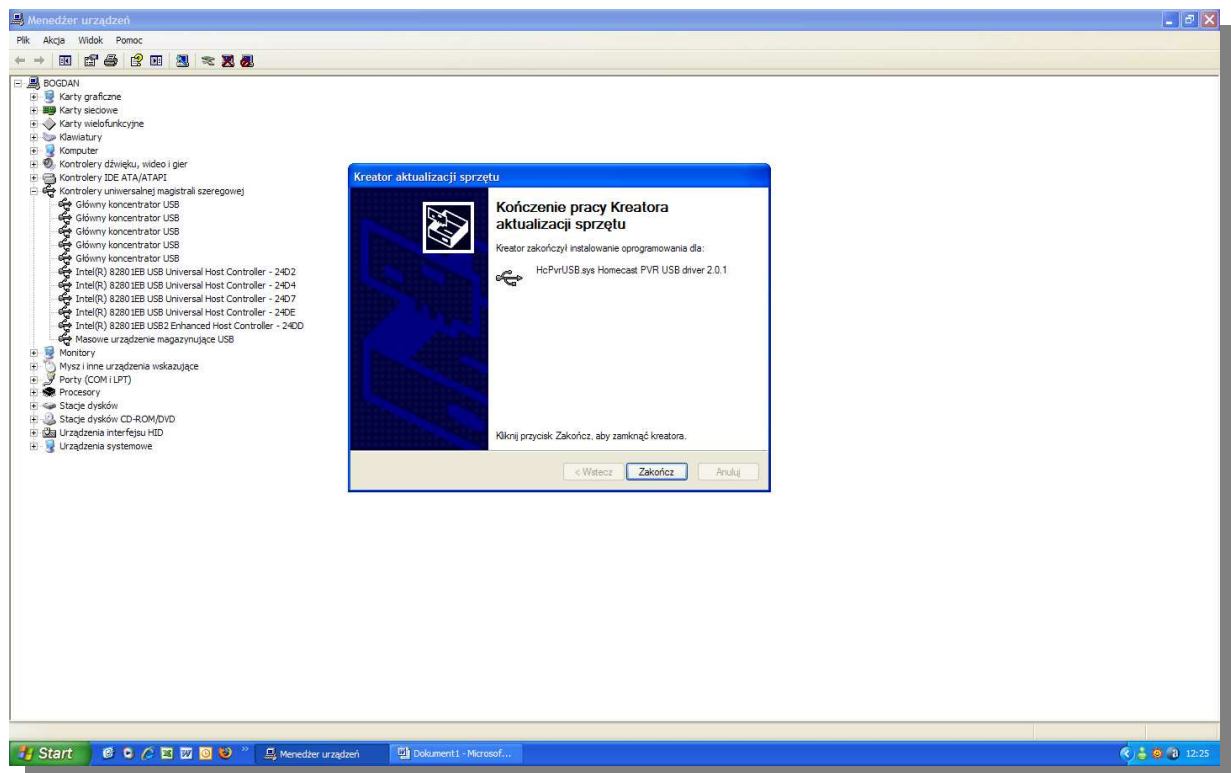 Menedżer urządzeń
Plik Akcja Widok Pomoc
BOGDAN
Karty graficzne
Karty sieciowe
Karty wielofunkcyjne
Klawiatury
Komputer
Kontrolery dźwięku, wideo i gier
Kontrolery IDE ATA/ATAPI
Kontrolery uniwersalnej magistrali szeregowej
Główny koncentrator USB
Główny koncentrator USB
Główny koncentrator USB
Główny koncentrator USB
Główny koncentrator USB
Intel(R) 82801EB USB Universal Host Controller - 24D2
Intel(R) 82801EB USB Universal Host Controller - 24D4
Intel(R) 82801EB USB Universal Host Controller - 24D7
Intel(R) 82801EB USB Universal Host Controller - 24DE
Intel(R) 82801EB USB2 Enhanced Host Controller - 24DD
Masowe urządzenie magazynujące USB
Monitory
Mysz i inne urządzenia wskazujące
Porty (COM i LPT)
Procesory
Stacje dysków
Stacje dysków CD-ROM/DVD
Urządzenia interfejsu HID
Urządzenia systemowe
Kreator aktualizacji sprzętu
Kończenie pracy Kreatora
aktualizacji sprzętu
Kreator zakończył instalowanie oprogramowania dla:
HcPvrUSB.sys Homecast PVR USB driver 2.0.1
Kliknij przycisk Zakończ, aby zamknąć kreatora.
< Wstecz Zakończ Anuluj
Start Menedżer urządzeń Dokument1 - Microsof... 12:25